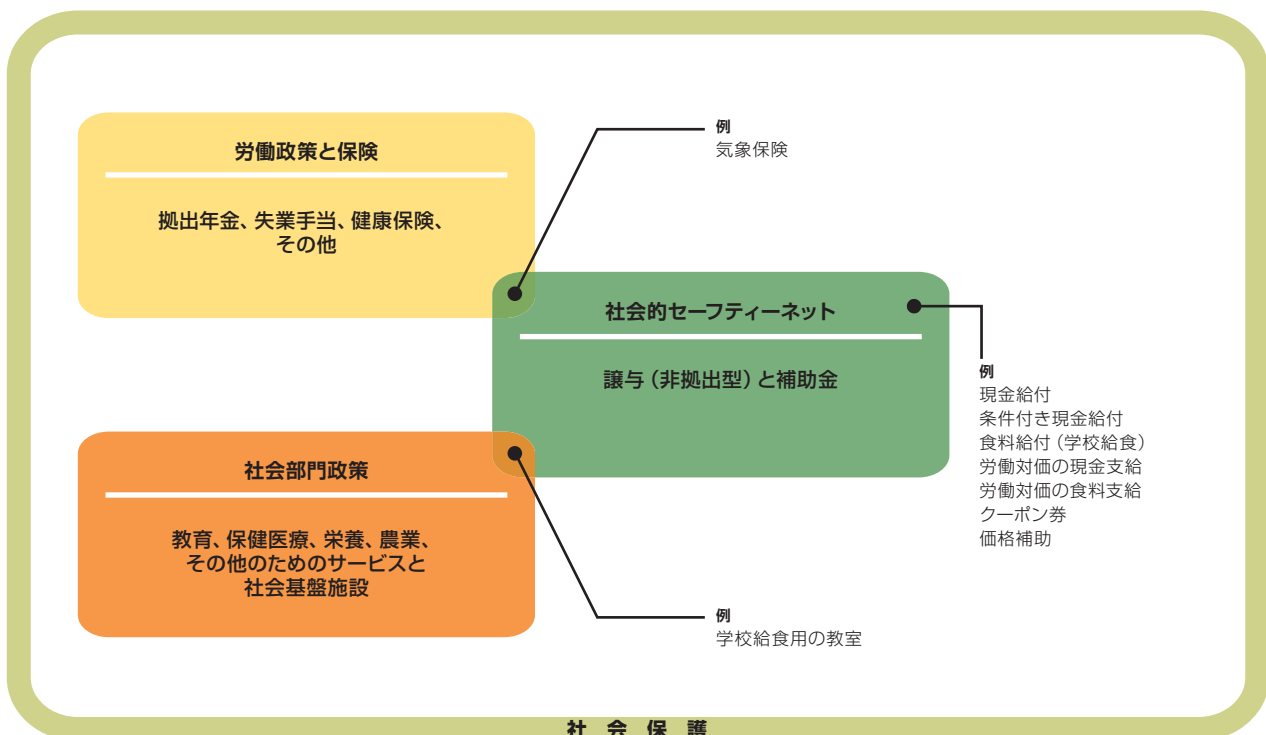 労働政策と保険
拠出年金、失業手当、健康保険、
その他
例
気象保険
社会的セーフティーネット
譲与（非拠出型）と補助金
例
現金給付
条件付き現金給付
食料給付（学校給食）
労働対価の現金支給
労働対価の食料支給
クーポン券
価格補助
社会部門政策
教育、保健医療、栄養、農業、
その他のためのサービスと
社会基盤施設
例
学校給食用の教室
社 会 保 護